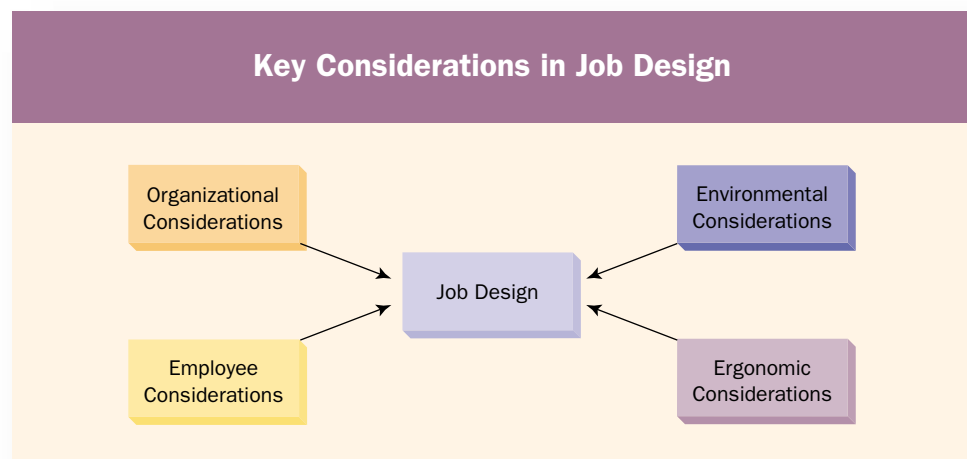 Key Considerations in Job Design
Organizational
Considerations
Environmental
Considerations
Job Design
Employee
Considerations
Ergonomic
Considerations